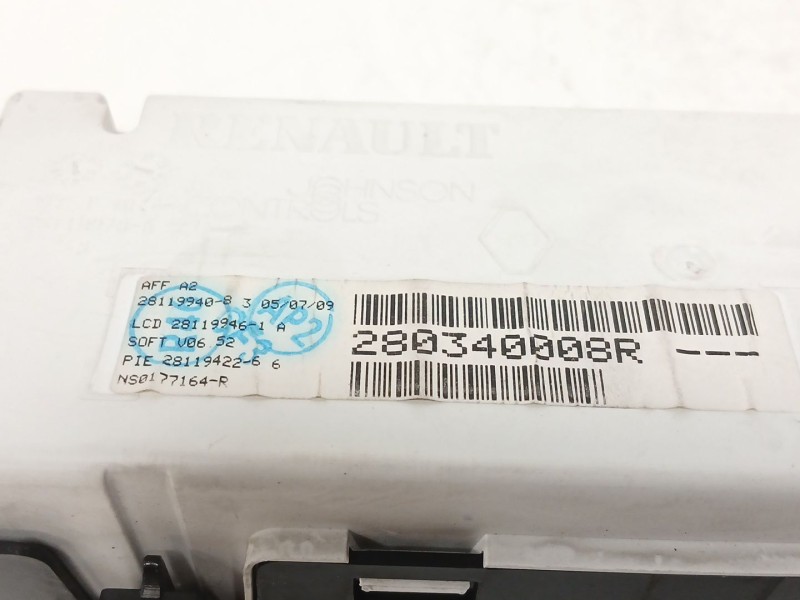 RENAULT
JOHNSON
CONTROLS
AFF A2
28119940-8 3 05/07/09
LCD 28119946-1 A
SOFT V06 52
PIE 28119422-6 6
NS0177164-R
280340008R ---
AP2